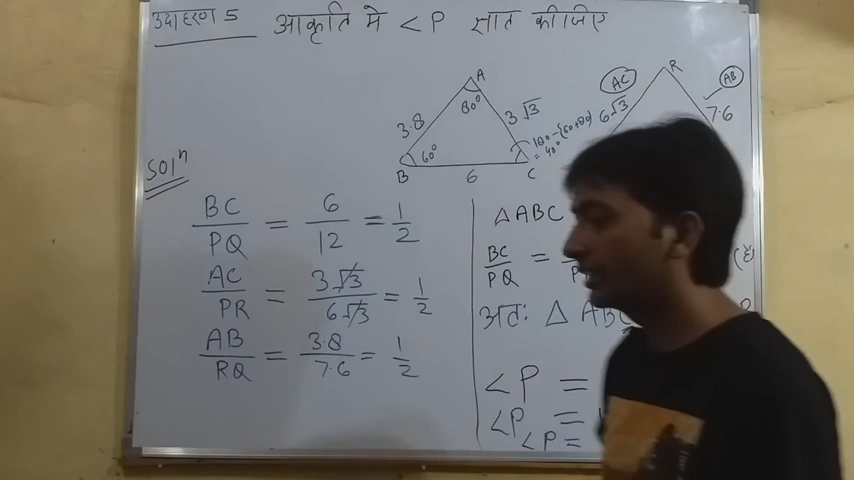 उदाहरण 5 आकृति में <P ज्ञात कीजिए
A
80°
3.8
3√3
60°
B
6
C
180-{60+80}
= 40°
R
AC
AB
6√3
7.6
Solⁿ
BC/PQ = 6/12 = 1/2
AC/PR = 3√3/6√3 = 1/2
AB/RQ = 3.8/7.6 = 1/2
△ABC
BC/PQ =
अतः △ ABC
<P =
<P =
<P =